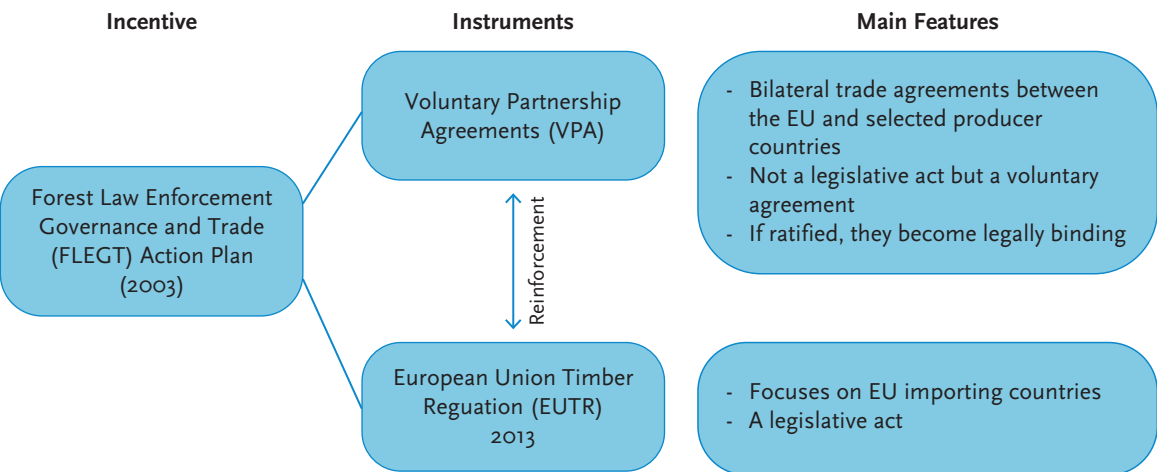 Incentive
Instruments
Main Features
Forest Law Enforcement
Governance and Trade
(FLEGT) Action Plan
(2003)
Voluntary Partnership
Agreements (VPA)
Reinforcement
European Union Timber
Reguation (EUTR)
2013
- Bilateral trade agreements between
the EU and selected producer
countries
- Not a legislative act but a voluntary
agreement
- If ratified, they become legally binding
- Focuses on EU importing countries
- A legislative act